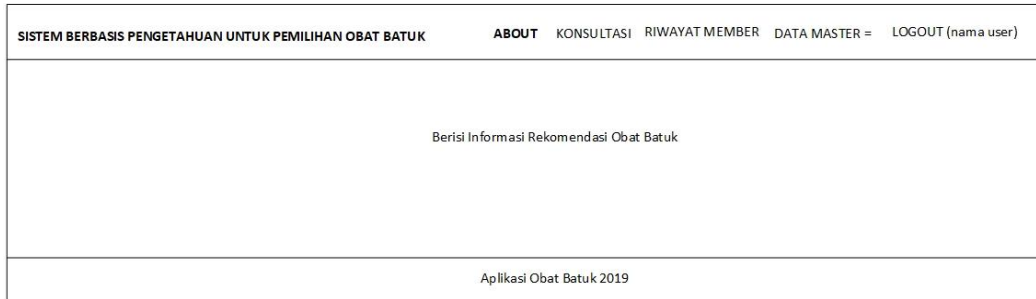 SISTEM BERBASIS PENGETAHUAN UNTUK PEMILIHAN OBAT BATUK ABOUT KONSULTASI RIWAYAT MEMBER DATA MASTER = LOGOUT (nama user)
Berisi Informasi Rekomendasi Obat Batuk
Aplikasi Obat Batuk 2019